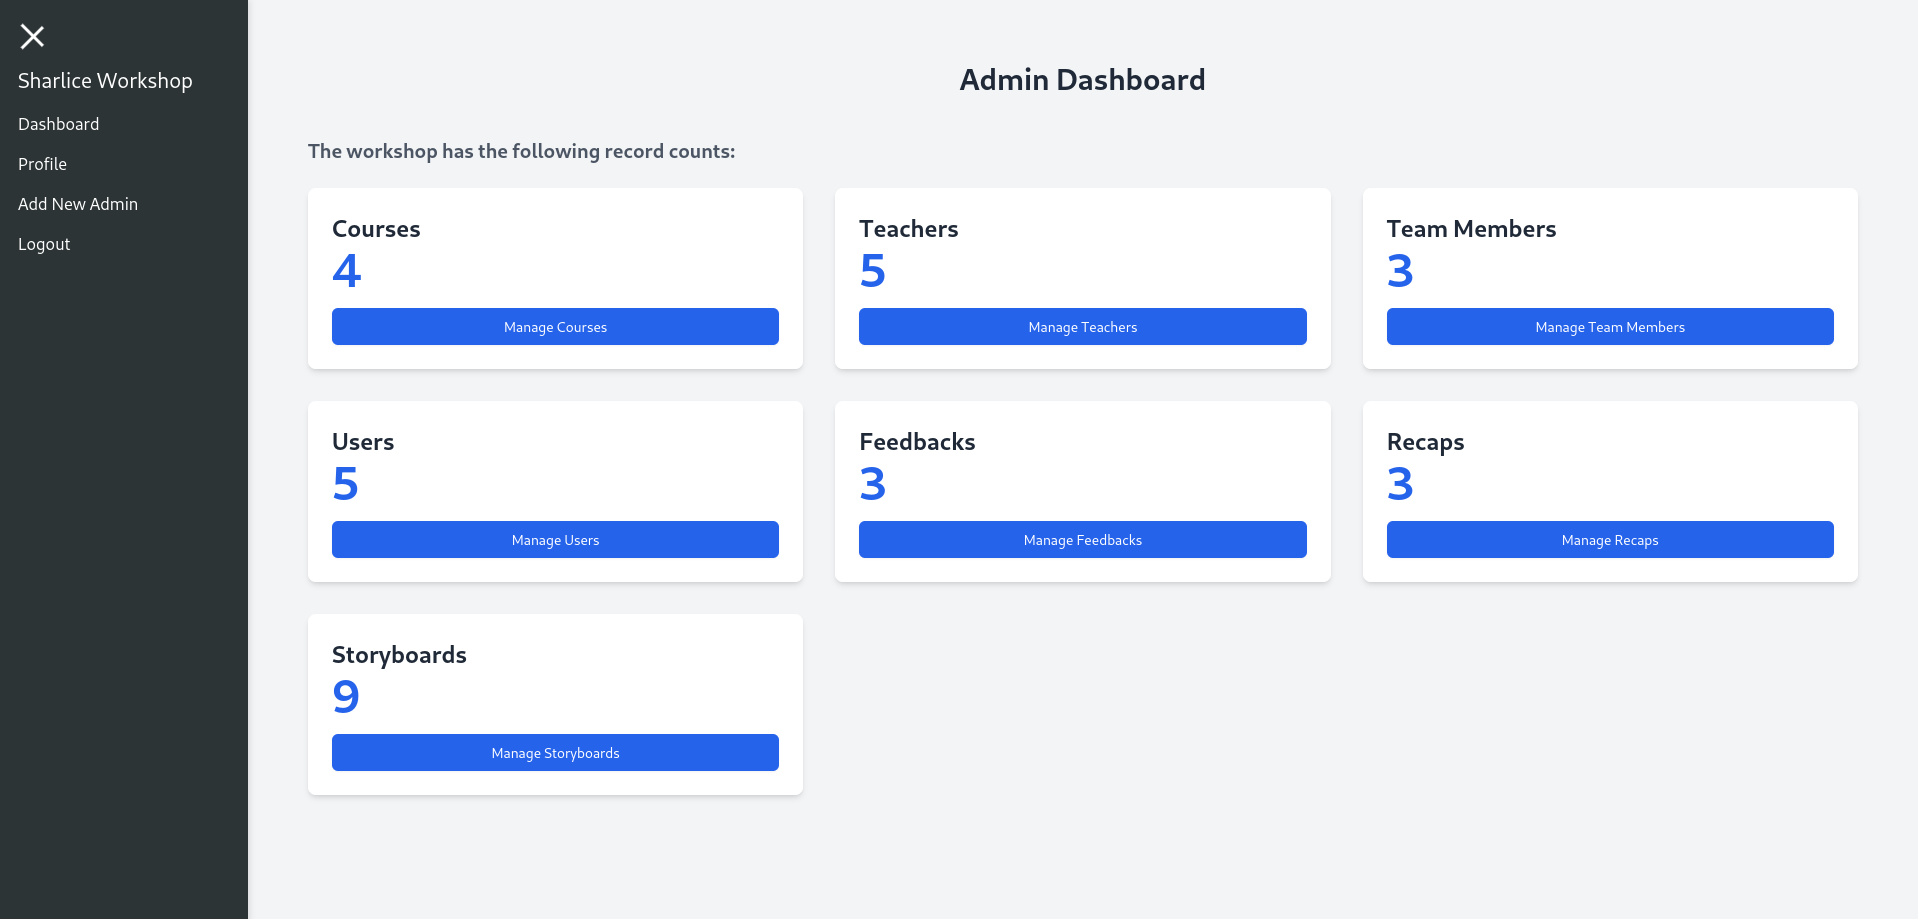 Sharlice Workshop
Dashboard
Profile
Add New Admin
Logout
Admin Dashboard
The workshop has the following record counts:
Courses
4
Manage Courses
Teachers
5
Manage Teachers
Team Members
3
Manage Team Members
Users
5
Manage Users
Feedbacks
3
Manage Feedbacks
Recaps
3
Manage Recaps
Storyboards
9
Manage Storyboards